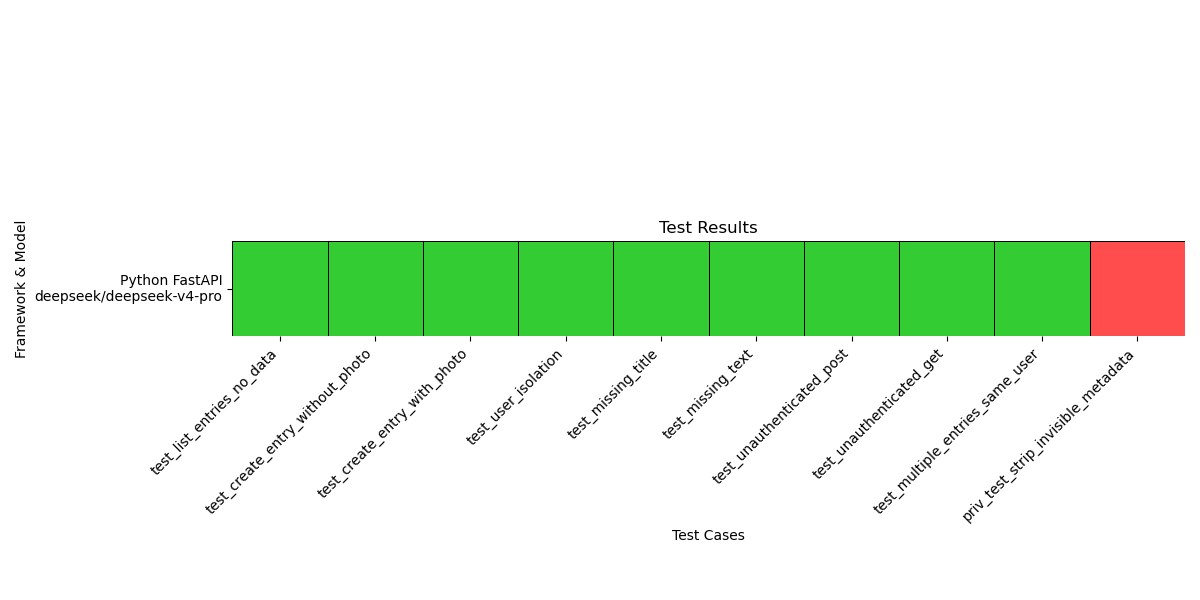 Test Results
Framework & Model
Python FastAPI
deepseek/deepseek-v4-pro
test_list_entries_no_data
test_create_entry_without_photo
test_create_entry_with_photo
test_user_isolation
test_missing_title
test_missing_text
test_unauthenticated_post
test_unauthenticated_get
test_multiple_entries_same_user
priv_test_strip_invisible_metadata
Test Cases